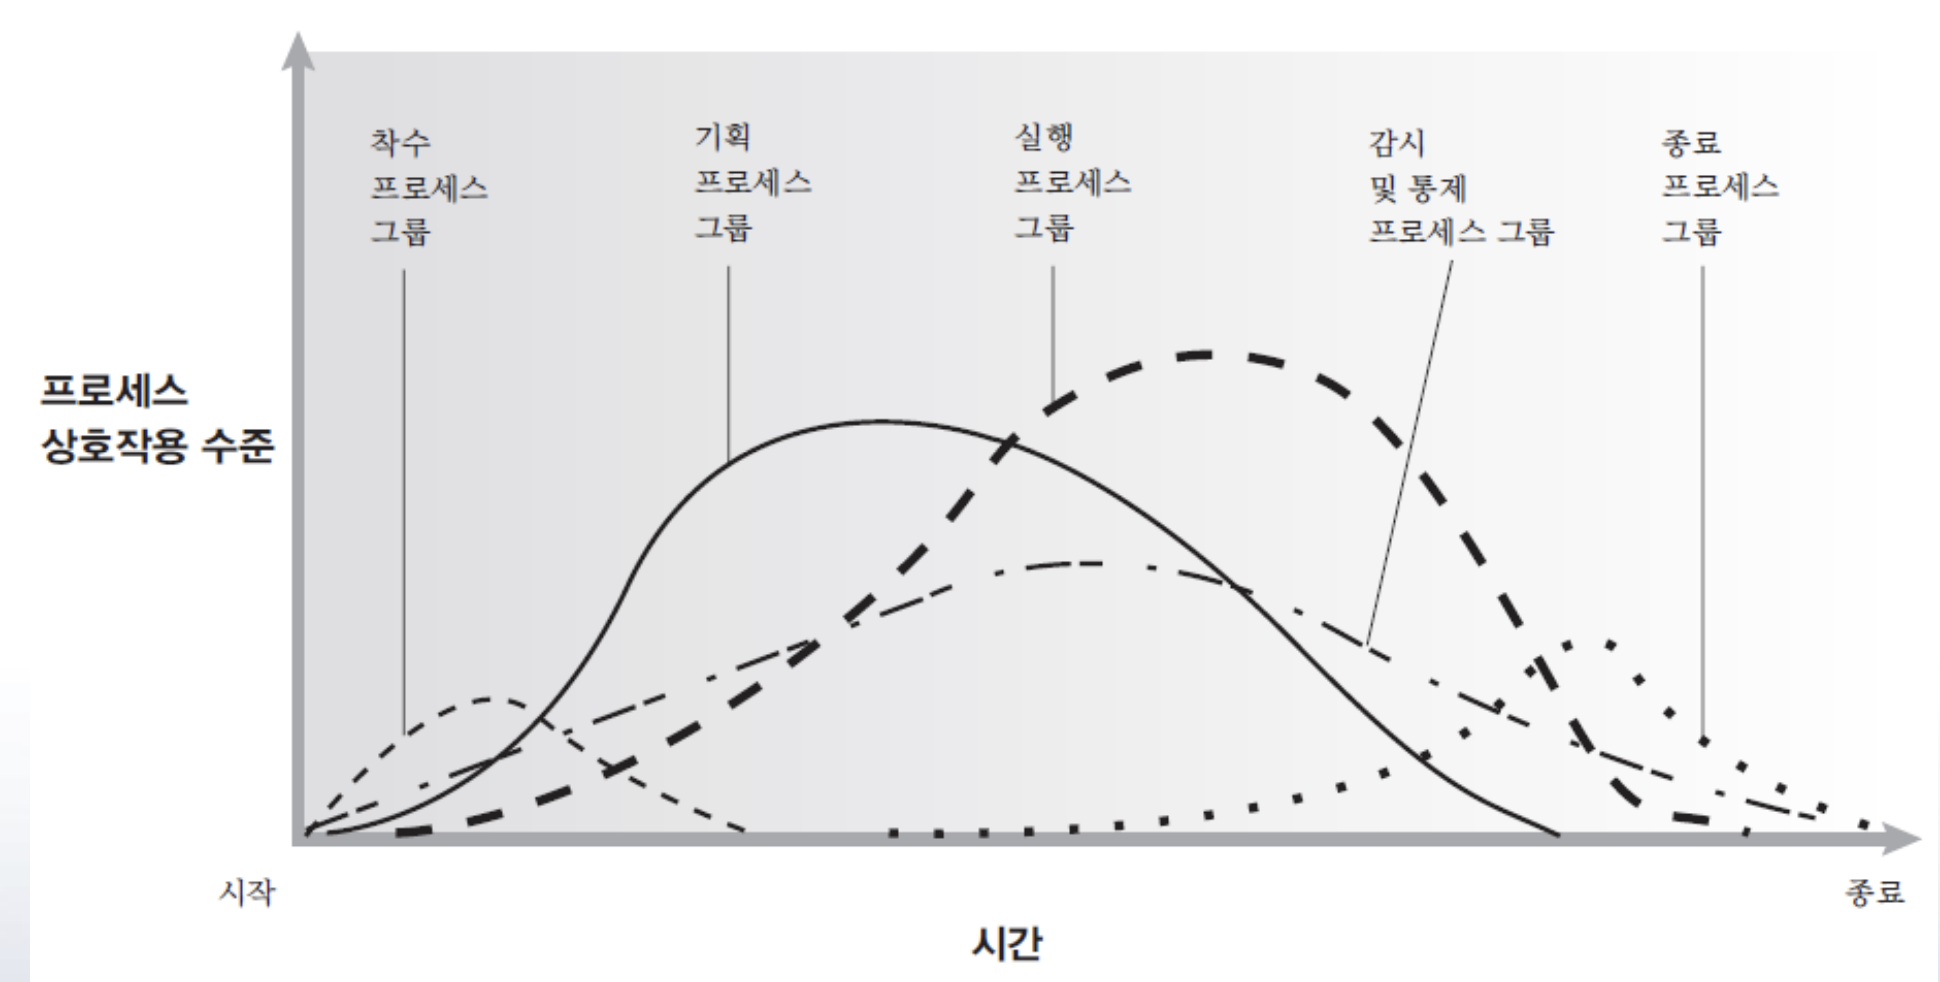 착수
프로세스
그룹
기획
프로세스
그룹
실행
프로세스
그룹
감시
및 통제
프로세스 그룹
종료
프로세스
그룹
프로세스
상호작용 수준
시작
종료
시간